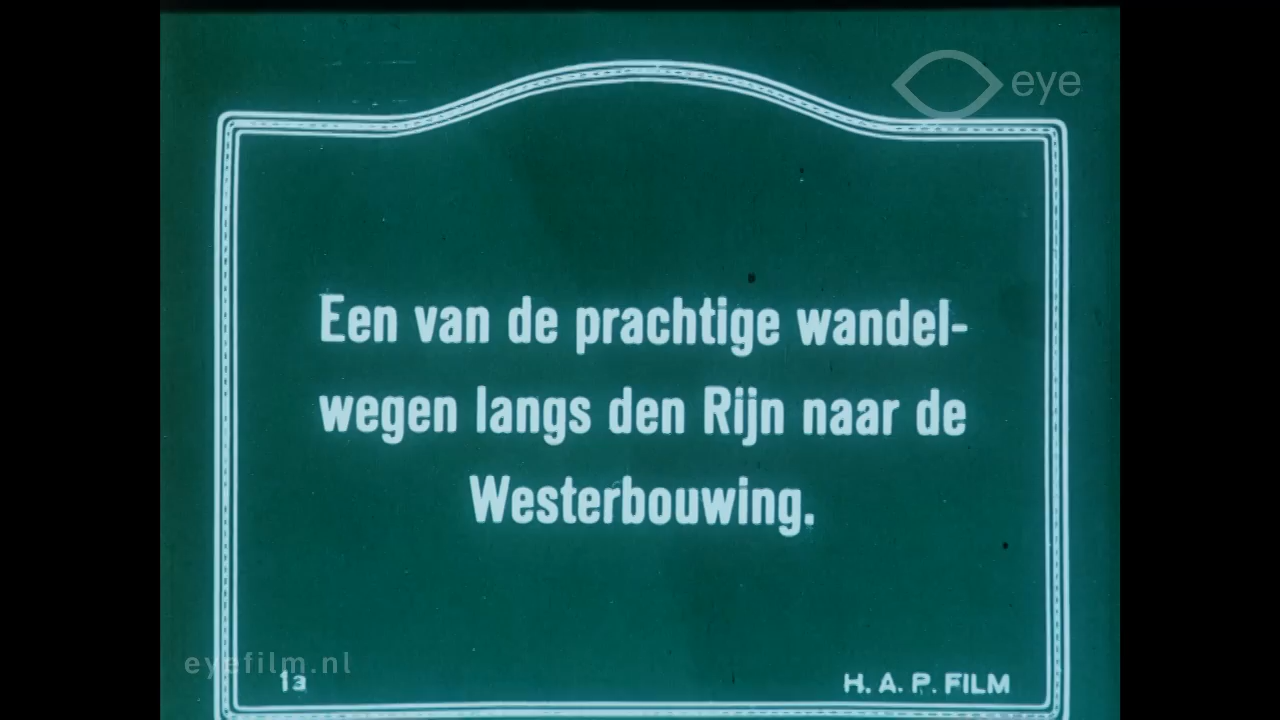 eye
Een van de prachtige wandel-
wegen langs den Rijn naar de
Westerbouwing.
eyefilm.nl
13
H. A. P. FILM